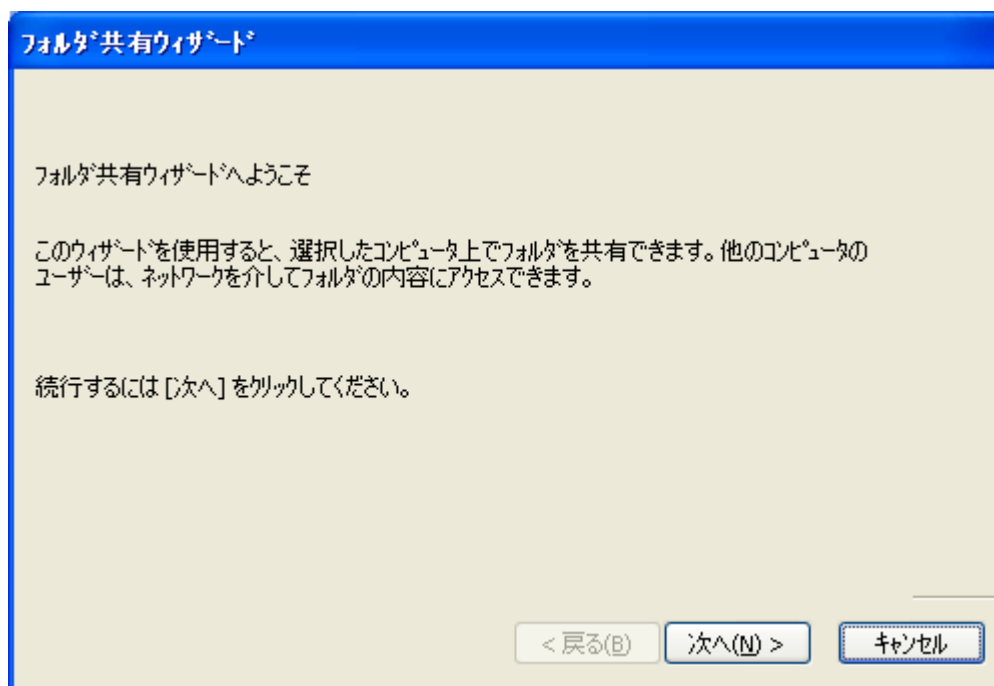 フォルダ共有ウィザード
フォルダ共有ウィザードへようこそ
このウィザードを使用すると、選択したコンピュータ上でフォルダを共有できます。他のコンピュータの
ユーザーは、ネットワークを介してフォルダの内容にアクセスできます。
続行するには [次へ] をクリックしてください。
< 戻る(B) 次へ(N) > キャンセル